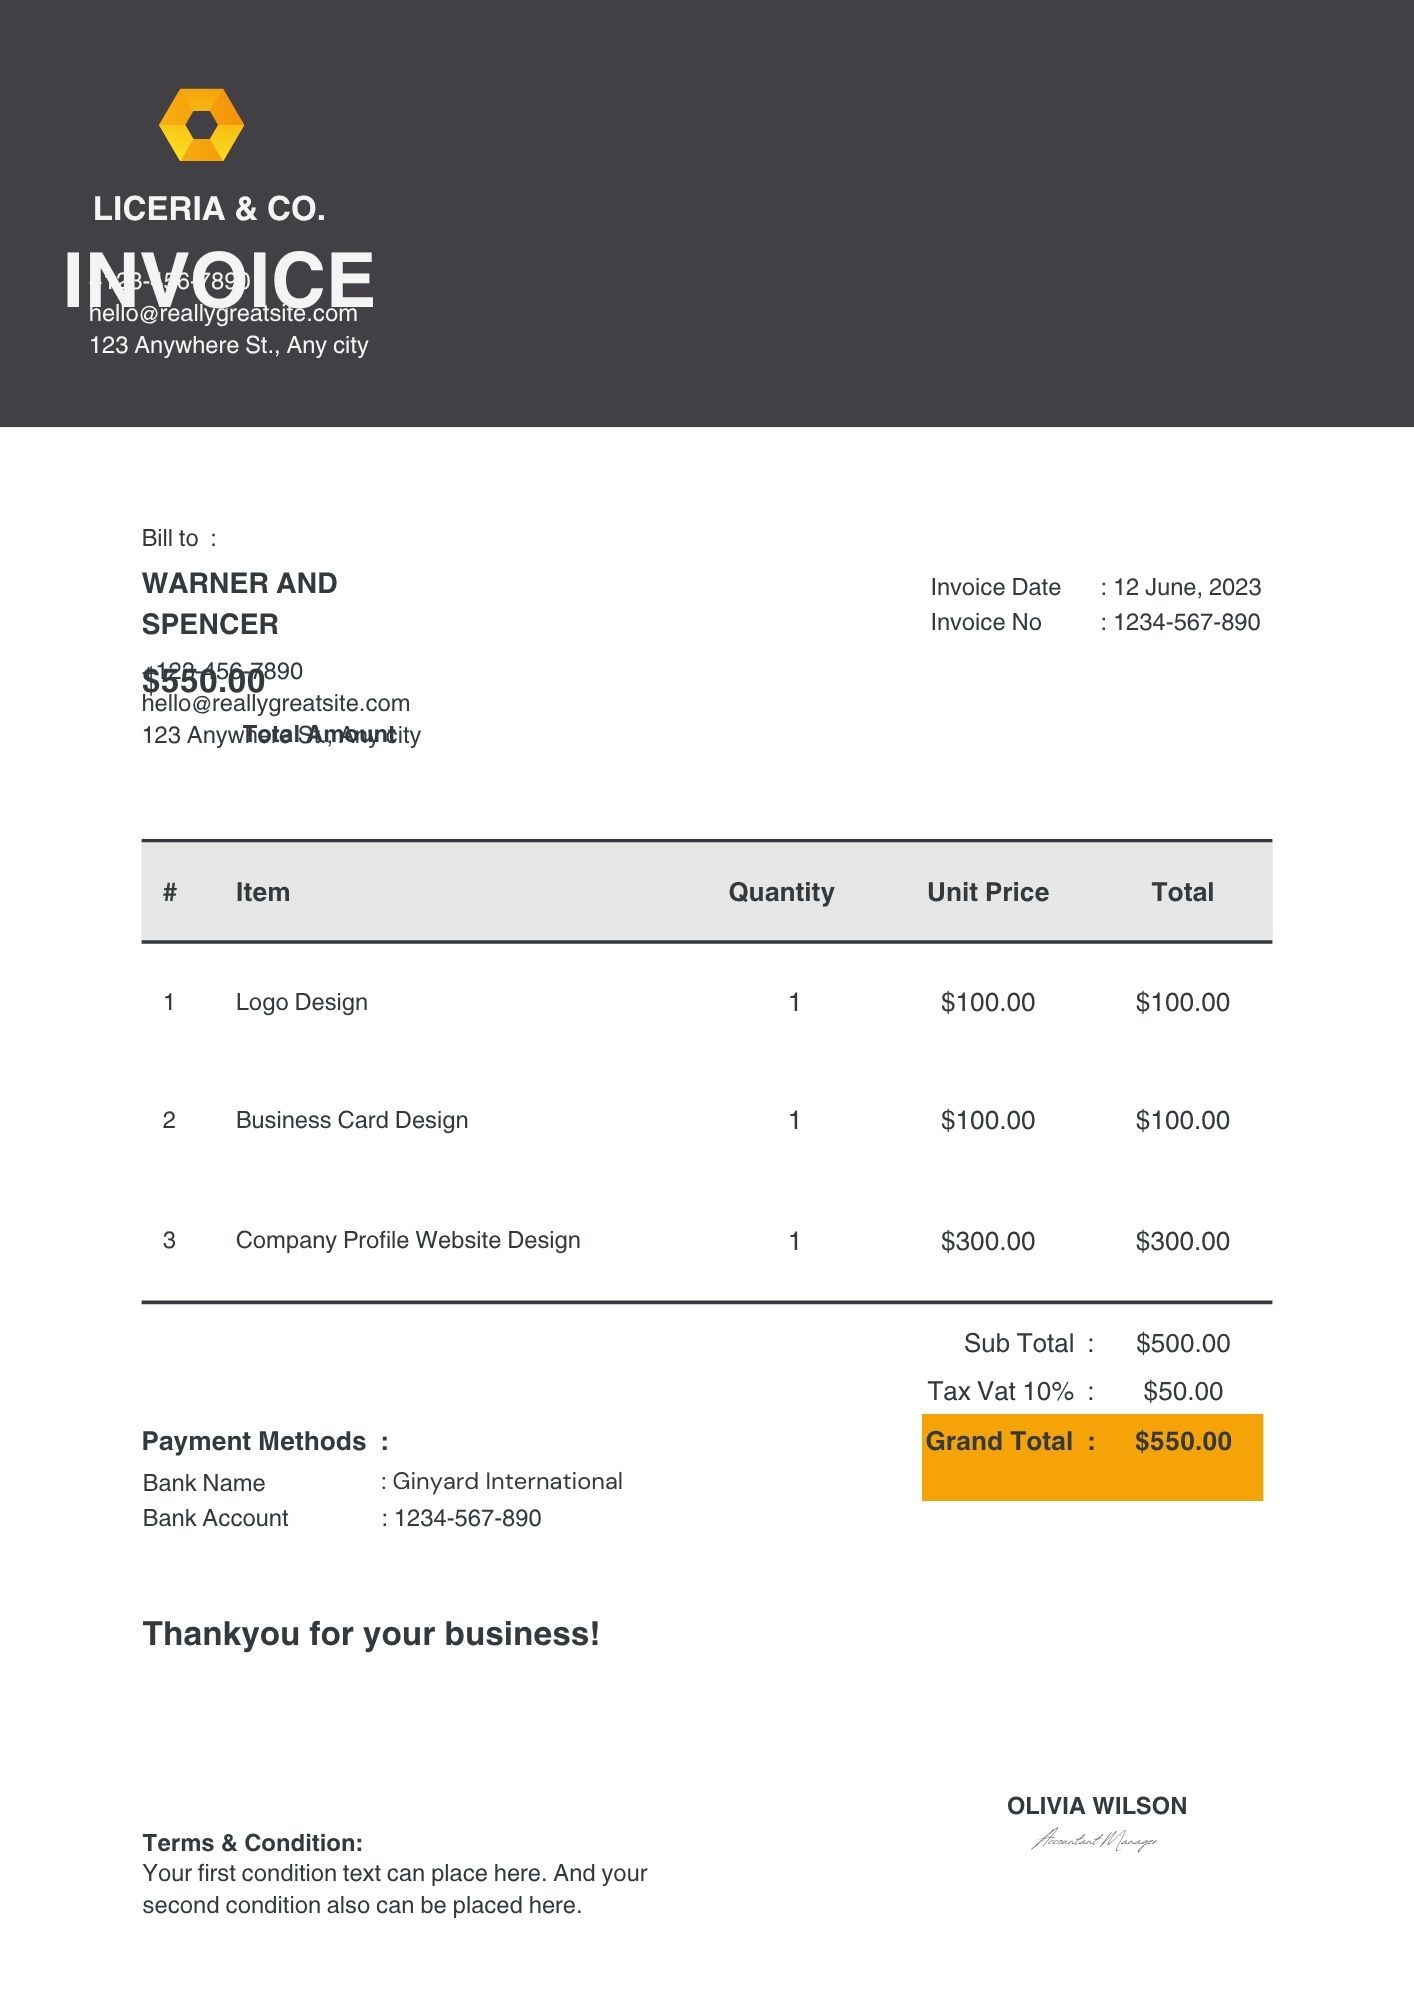 LICERIA & CO.
INVOICE
+123-456-7890
hello@reallygreatsite.com
123 Anywhere St., Any city
Bill to :
WARNER AND
SPENCER
Invoice Date : 12 June, 2023
Invoice No : 1234-567-890
+123-456-7890
$550.00
hello@reallygreatsite.com
123 Anywhere St., Any city
Total Amount
# Item Quantity Unit Price Total
1 Logo Design 1 $100.00 $100.00
2 Business Card Design 1 $100.00 $100.00
3 Company Profile Website Design 1 $300.00 $300.00
Sub Total : $500.00
Tax Vat 10% : $50.00
Grand Total : $550.00
Payment Methods :
Bank Name : Ginyard International
Bank Account : 1234-567-890
Thankyou for your business!
OLIVIA WILSON
Accountant Manager
Terms & Condition:
Your first condition text can place here. And your
second condition also can be placed here.